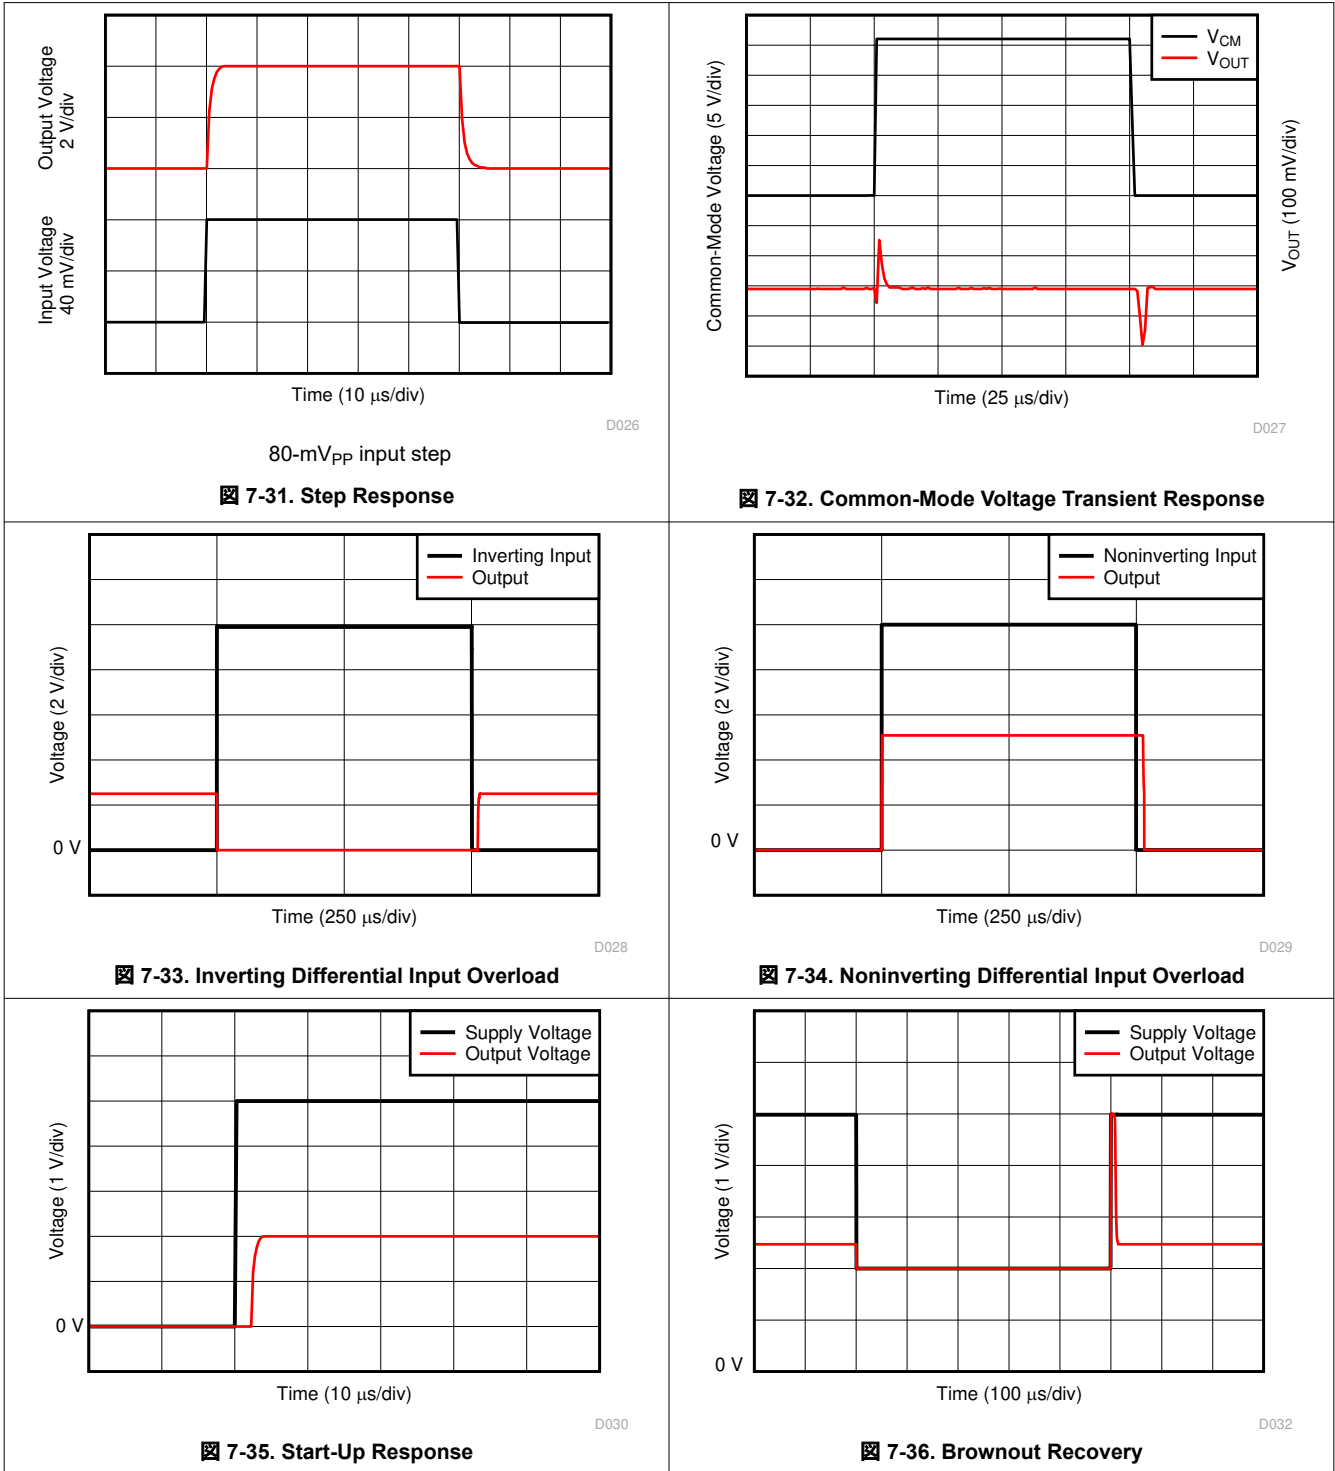 Output Voltage
2 V/div
Input Voltage
40 mV/div
Time (10 μs/div)
D026
80-mVPP input step
図 7-31. Step Response
VCM
VOUT
Common-Mode Voltage (5 V/div)
VOUT (100 mV/div)
Time (25 μs/div)
D027
図 7-32. Common-Mode Voltage Transient Response
Inverting Input
Output
Voltage (2 V/div)
0 V
Time (250 μs/div)
D028
図 7-33. Inverting Differential Input Overload
Noninverting Input
Output
Voltage (2 V/div)
0 V
Time (250 μs/div)
D029
図 7-34. Noninverting Differential Input Overload
Supply Voltage
Output Voltage
Voltage (1 V/div)
0 V
Time (10 μs/div)
D030
図 7-35. Start-Up Response
Supply Voltage
Output Voltage
Voltage (1 V/div)
0 V
Time (100 μs/div)
D032
図 7-36. Brownout Recovery